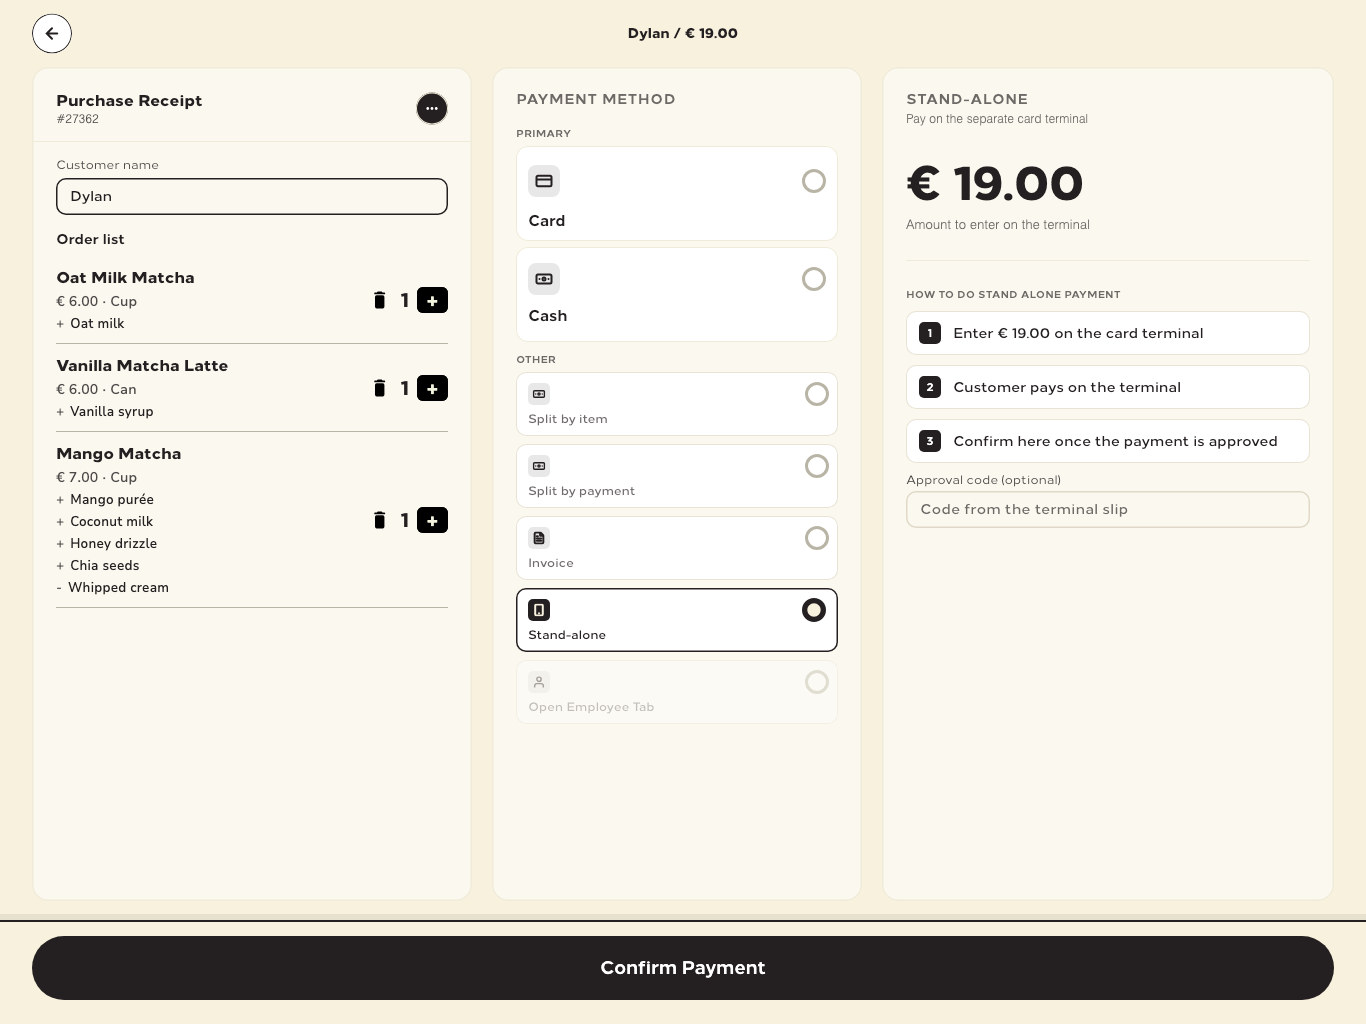 Dylan / € 19.00
Purchase Receipt
#27362
Customer name
Dylan
Order list
Oat Milk Matcha
€ 6.00 · Cup
+ Oat milk
1 +
Vanilla Matcha Latte
€ 6.00 · Can
+ Vanilla syrup
1 +
Mango Matcha
€ 7.00 · Cup
+ Mango purée
+ Coconut milk
+ Honey drizzle
+ Chia seeds
- Whipped cream
1 +
PAYMENT METHOD
PRIMARY
Card
Cash
OTHER
Split by item
Split by payment
Invoice
Stand-alone
Open Employee Tab
STAND-ALONE
Pay on the separate card terminal
€ 19.00
Amount to enter on the terminal
HOW TO DO STAND ALONE PAYMENT
1 Enter € 19.00 on the card terminal
2 Customer pays on the terminal
3 Confirm here once the payment is approved
Approval code (optional)
Code from the terminal slip
Confirm Payment